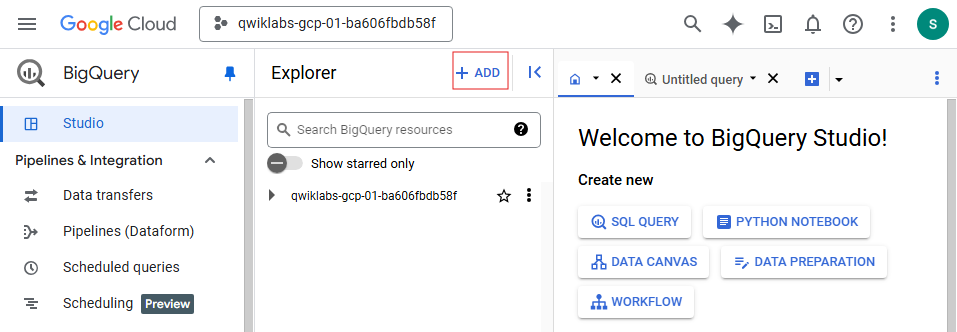 Google Cloud
qwiklabs-gcp-01-ba606fbdb58f
S
BigQuery
Studio
Pipelines & Integration
Data transfers
Pipelines (Dataform)
Scheduled queries
Scheduling Preview
Explorer
+ ADD
Search BigQuery resources
Show starred only
qwiklabs-gcp-01-ba606fbdb58f
Untitled query
Welcome to BigQuery Studio!
Create new
SQL QUERY
PYTHON NOTEBOOK
DATA CANVAS
DATA PREPARATION
WORKFLOW